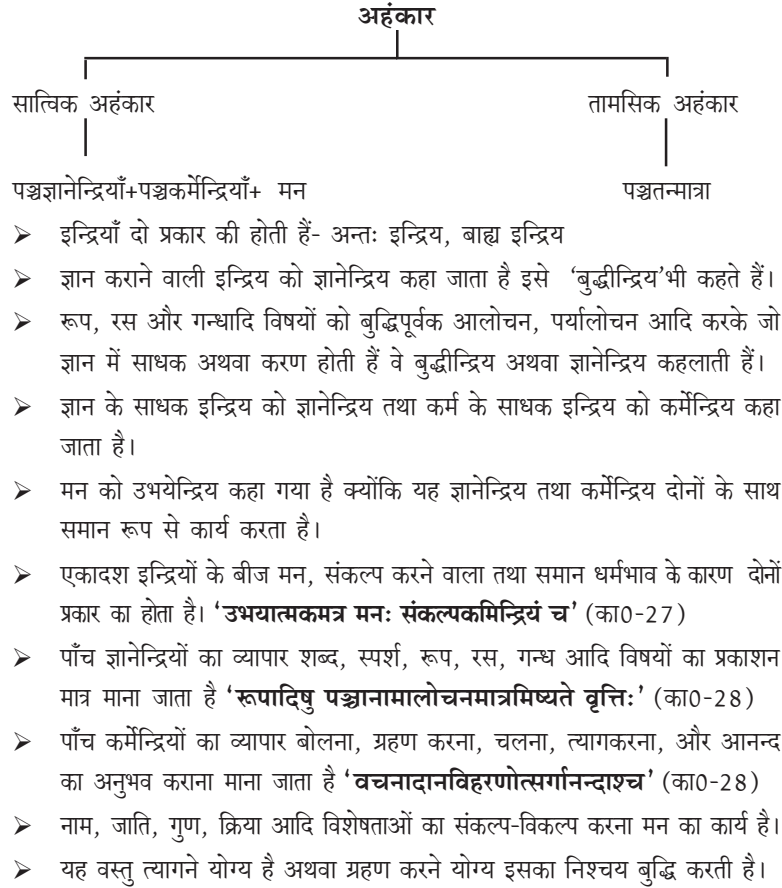 अहंकार
सात्विक अहंकार तामसिक अहंकार
पञ्चज्ञानेन्द्रियाँ+पञ्चकर्मेन्द्रियाँ+ मन पञ्चतन्मात्रा
➢ इन्द्रियाँ दो प्रकार की होती हैं- अन्तः इन्द्रिय, बाह्य इन्द्रिय
➢ ज्ञान कराने वाली इन्द्रिय को ज्ञानेन्द्रिय कहा जाता है इसे 'बुद्धीन्द्रिय'भी कहते हैं।
➢ रूप, रस और गन्धादि विषयों को बुद्धिपूर्वक आलोचन, पर्यालोचन आदि करके जो
ज्ञान में साधक अथवा करण होती हैं वे बुद्धीन्द्रिय अथवा ज्ञानेन्द्रिय कहलाती हैं।
➢ ज्ञान के साधक इन्द्रिय को ज्ञानेन्द्रिय तथा कर्म के साधक इन्द्रिय को कर्मेन्द्रिय कहा
जाता है।
➢ मन को उभयेन्द्रिय कहा गया है क्योंकि यह ज्ञानेन्द्रिय तथा कर्मेन्द्रिय दोनों के साथ
समान रूप से कार्य करता है।
➢ एकादश इन्द्रियों के बीज मन, संकल्प करने वाला तथा समान धर्मभाव के कारण दोनों
प्रकार का होता है। 'उभयात्मकमत्र मनः संकल्पकमिन्द्रियं च' (का0-27)
➢ पाँच ज्ञानेन्द्रियों का व्यापार शब्द, स्पर्श, रूप, रस, गन्ध आदि विषयों का प्रकाशन
मात्र माना जाता है 'रूपादिषु पञ्चानामालोचनमात्रमिष्यते वृत्तिः' (का0-28)
➢ पाँच कर्मेन्द्रियों का व्यापार बोलना, ग्रहण करना, चलना, त्यागकरना, और आनन्द
का अनुभव कराना माना जाता है 'वचनादानविहरणोत्सर्गानन्दाश्च' (का0-28)
➢ नाम, जाति, गुण, क्रिया आदि विशेषताओं का संकल्प-विकल्प करना मन का कार्य है।
➢ यह वस्तु त्यागने योग्य है अथवा ग्रहण करने योग्य इसका निश्चय बुद्धि करती है।